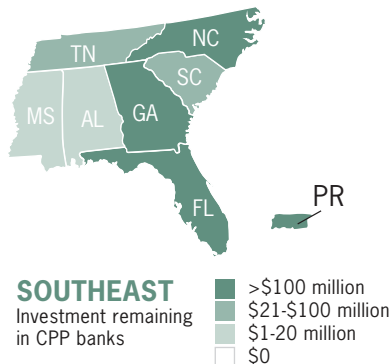 TN
NC
SC
MS
AL
GA
FL
PR
SOUTHEAST
Investment remaining
in CPP banks
>$100 million
$21-$100 million
$1-20 million
$0